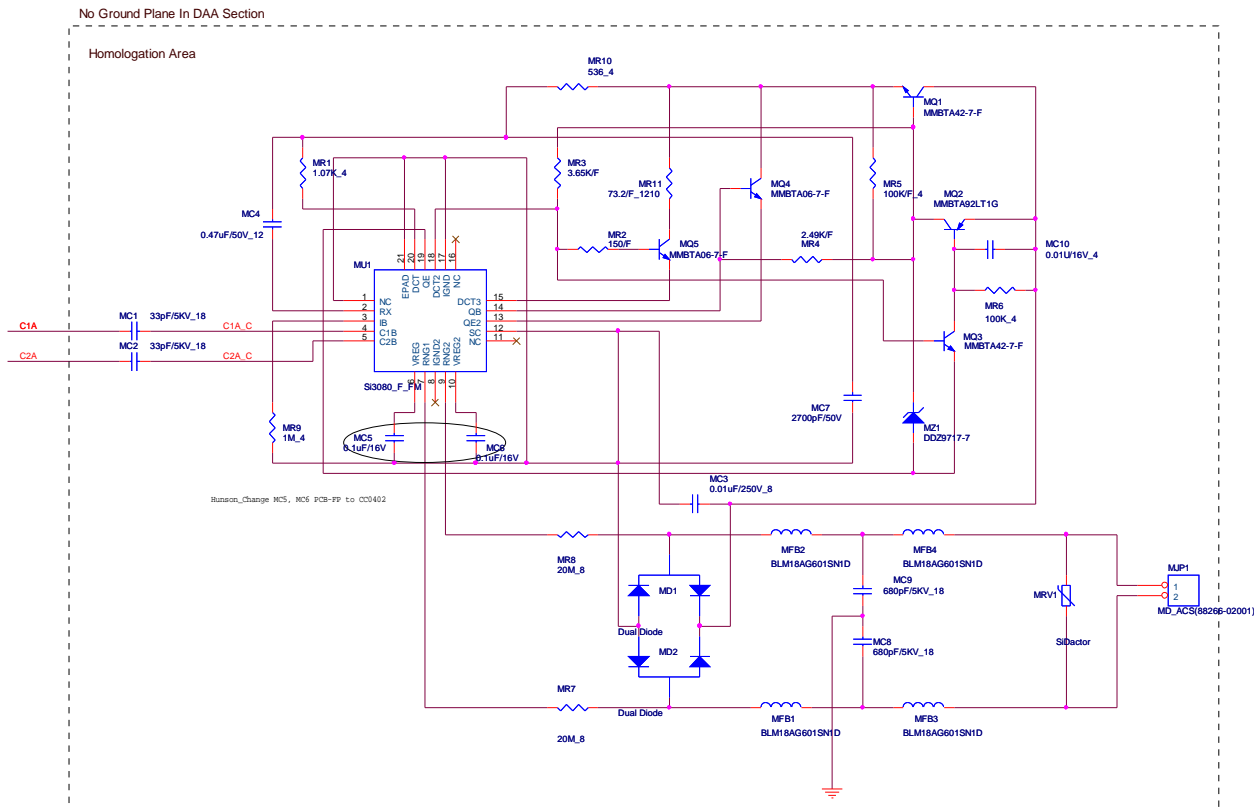 No Ground Plane In DAA Section
Homologation Area
MR10
536_4
MQ1
MMBTA42-7-F
MR1
1.07K_4
MR3
3.65K/F
MR11
73.2/F_1210
MQ4
MMBTA06-7-F
MR5
100K/F_4
MQ2
MMBTA92LT1G
MC4
0.47uF/50V_12
MR2
150/F
MQ5
MMBTA06-7-F
2.49K/F
MR4
MC10
0.01U/16V_4
MU1
21
20
19
18
17
16
EPAD
DCT
QE
DCT2
IGND
NC
MR6
100K_4
1
2
3
4
5
NC
RX
IB
C1B
C2B
DCT3
QB
QE2
SC
NC
15
14
13
12
11
MC1
33pF/5KV_18
C1A
C1A_C
MC2
33pF/5KV_18
C2A
C2A_C
MQ3
MMBTA42-7-F
VREG
RNG1
IGND2
RNG2
VREG2
6
7
8
9
10
Si3080_F_FM
MC7
2700pF/50V
MZ1
DDZ9717-7
MR9
1M_4
MC5
0.1uF/16V
MC6
0.1uF/16V
Hunson_Change MC5, MC6 PCB-FP to CC0402
MC3
0.01uF/250V_8
MR8
20M_8
MFB2
BLM18AG601SN1D
MFB4
BLM18AG601SN1D
MD1
Dual Diode
MC9
680pF/5KV_18
MRV1
SiDactor
MJP1
1
2
MD_ACS(88266-02001)
MD2
Dual Diode
MC8
680pF/5KV_18
MR7
20M_8
MFB1
BLM18AG601SN1D
MFB3
BLM18AG601SN1D